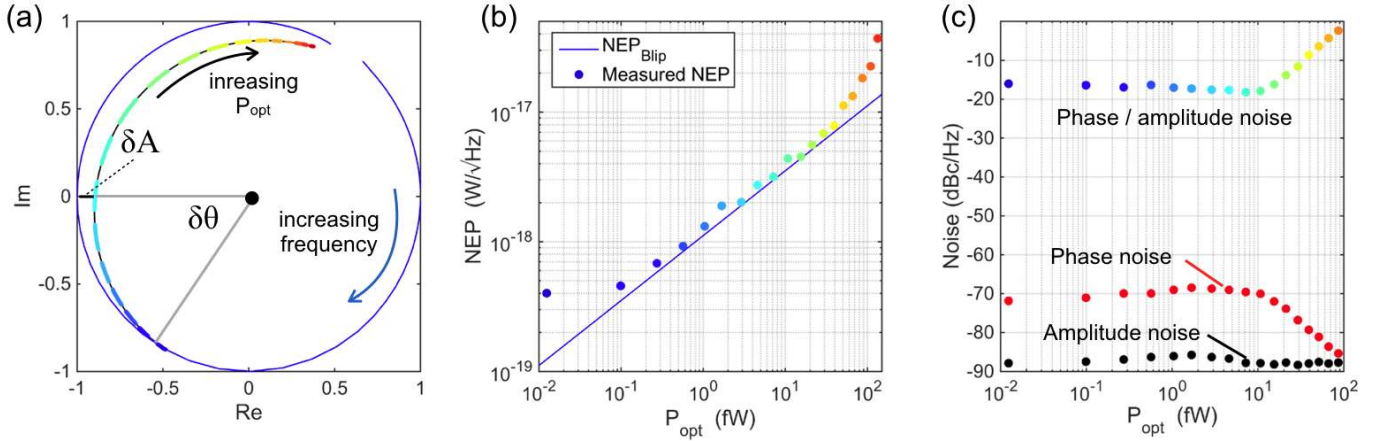 (a)
1
0.5
0
-0.5
-1
Im
-1
-0.5
0
0.5
1
Re
increasing
P_opt
δA
δθ
increasing
frequency
(b)
NEP_Blip
Measured NEP
10^-17
10^-18
10^-19
NEP (W/√Hz)
10^-2
10^-1
10^0
10^1
10^2
P_opt (fW)
(c)
0
-10
-20
-30
-40
-50
-60
-70
-80
-90
Noise (dBc/Hz)
Phase / amplitude noise
Phase noise
Amplitude noise
10^-2
10^-1
10^0
10^1
10^2
P_opt (fW)